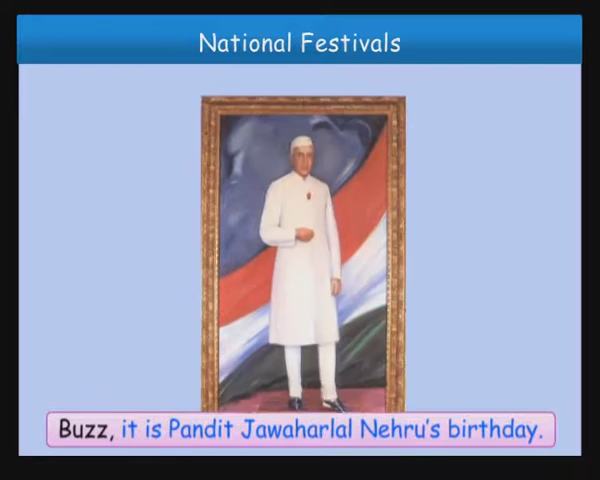 National Festivals
Buzz, it is Pandit Jawaharlal Nehru's birthday.